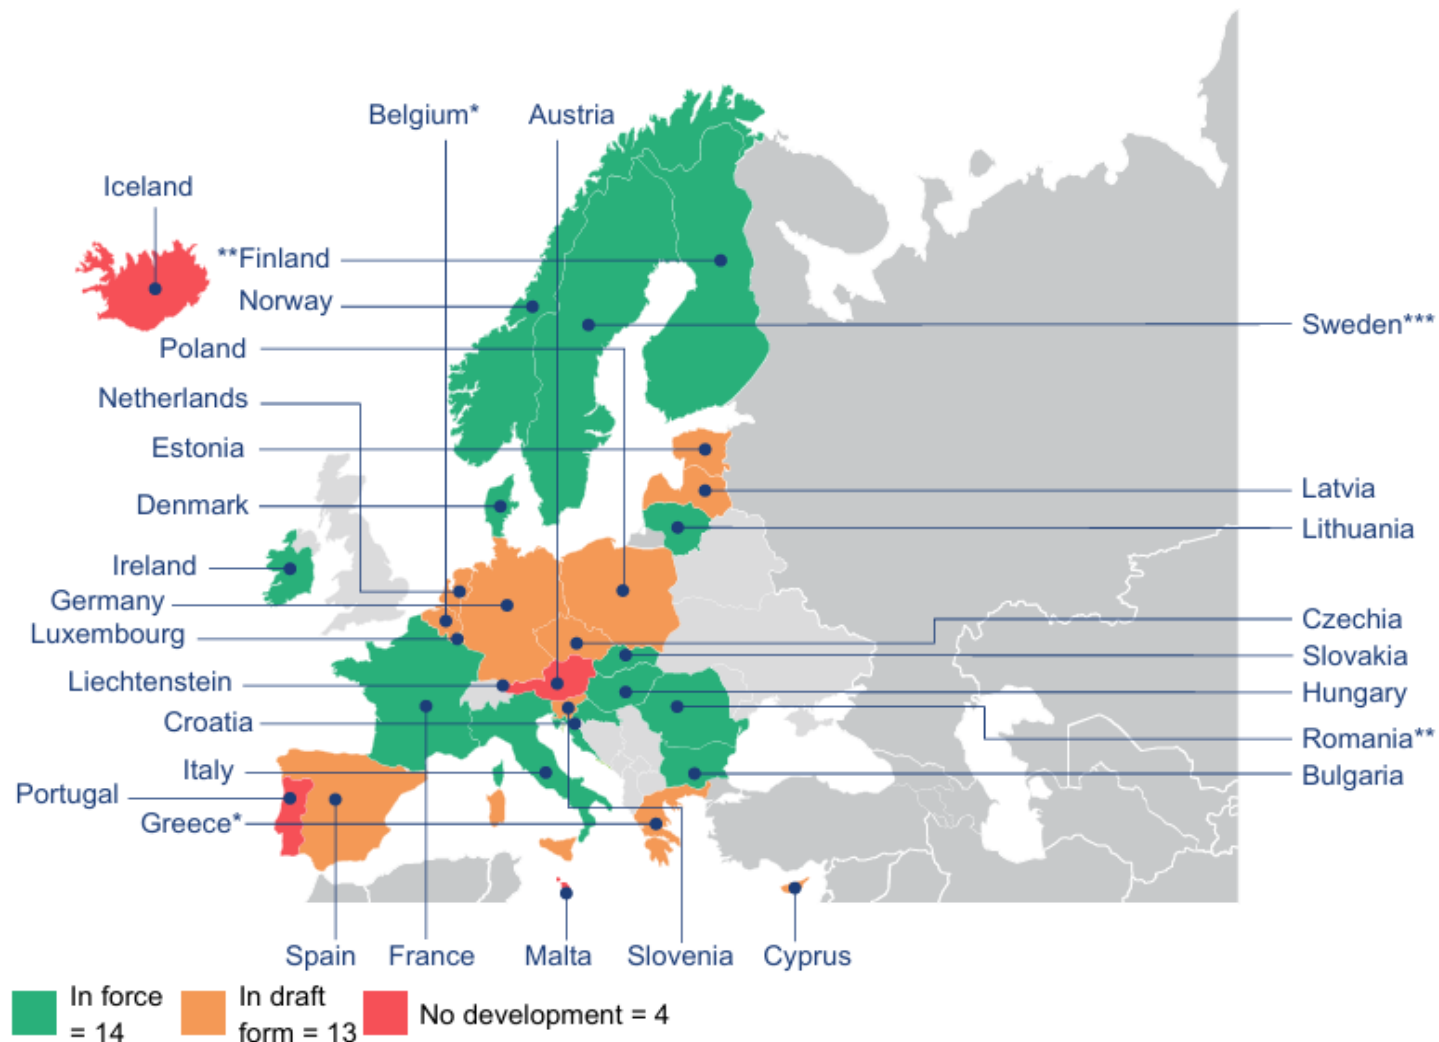 Belgium*
Austria
Iceland
**Finland
Norway
Sweden***
Poland
Netherlands
Estonia
Latvia
Denmark
Lithuania
Ireland
Germany
Czechia
Luxembourg
Slovakia
Liechtenstein
Hungary
Croatia
Romania**
Italy
Bulgaria
Portugal
Greece*
Spain
France
Malta
Slovenia
Cyprus
In force
= 14
In draft
form = 13
No development = 4